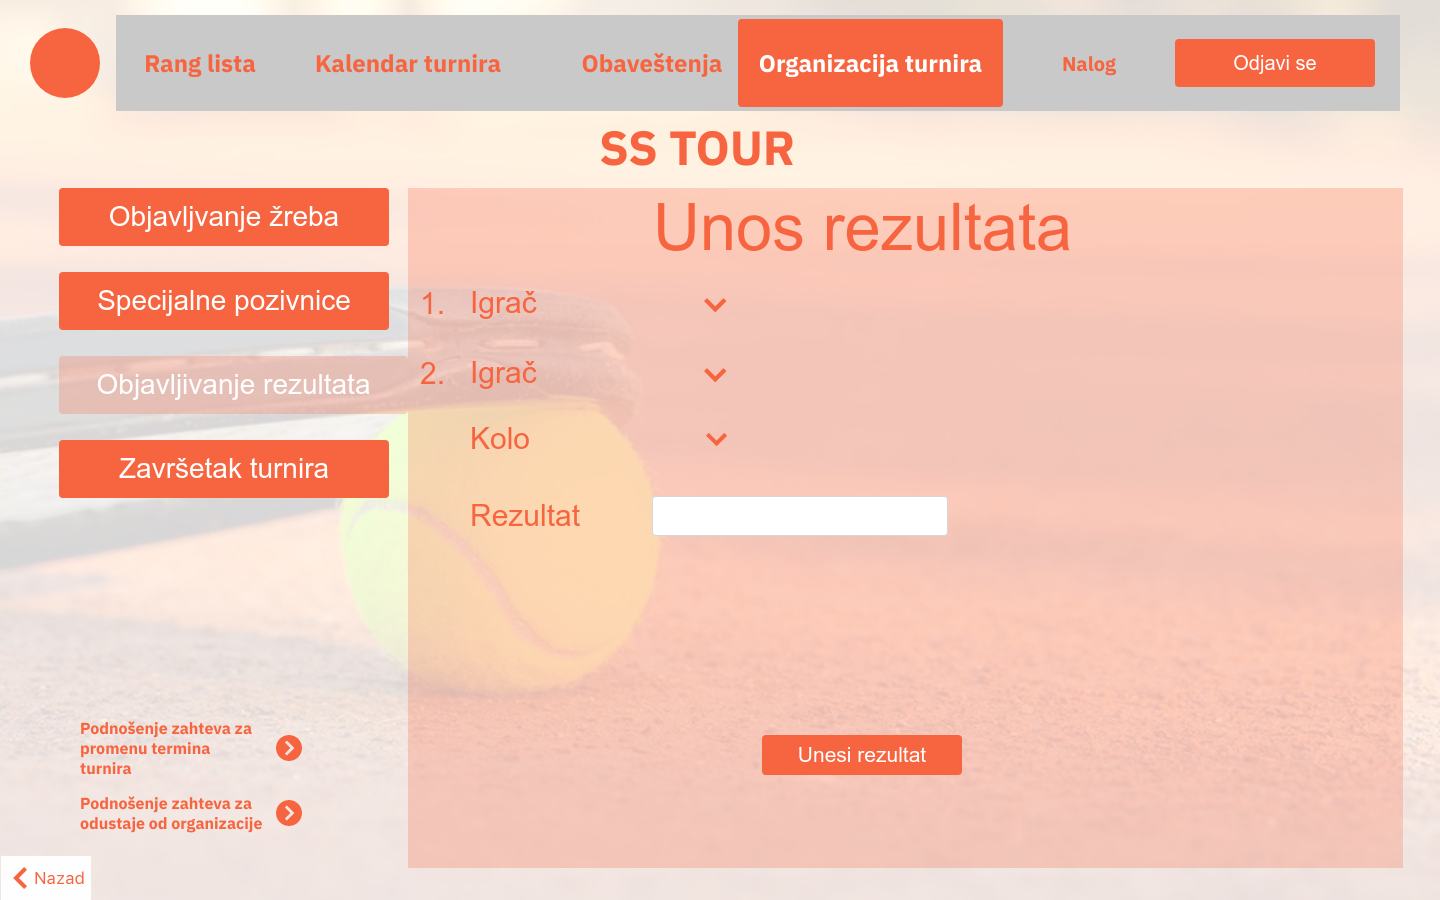 Rang lista
Kalendar turnira
Obaveštenja
Organizacija turnira
Nalog
Odjavi se
SS TOUR
Objavljvanje žreba
Specijalne pozivnice
Objavljivanje rezultata
Završetak turnira
Unos rezultata
1. Igrač
2. Igrač
Kolo
Rezultat
Unesi rezultat
Podnošenje zahteva za
promenu termina
turnira
Podnošenje zahteva za
odustaje od organizacije
Nazad